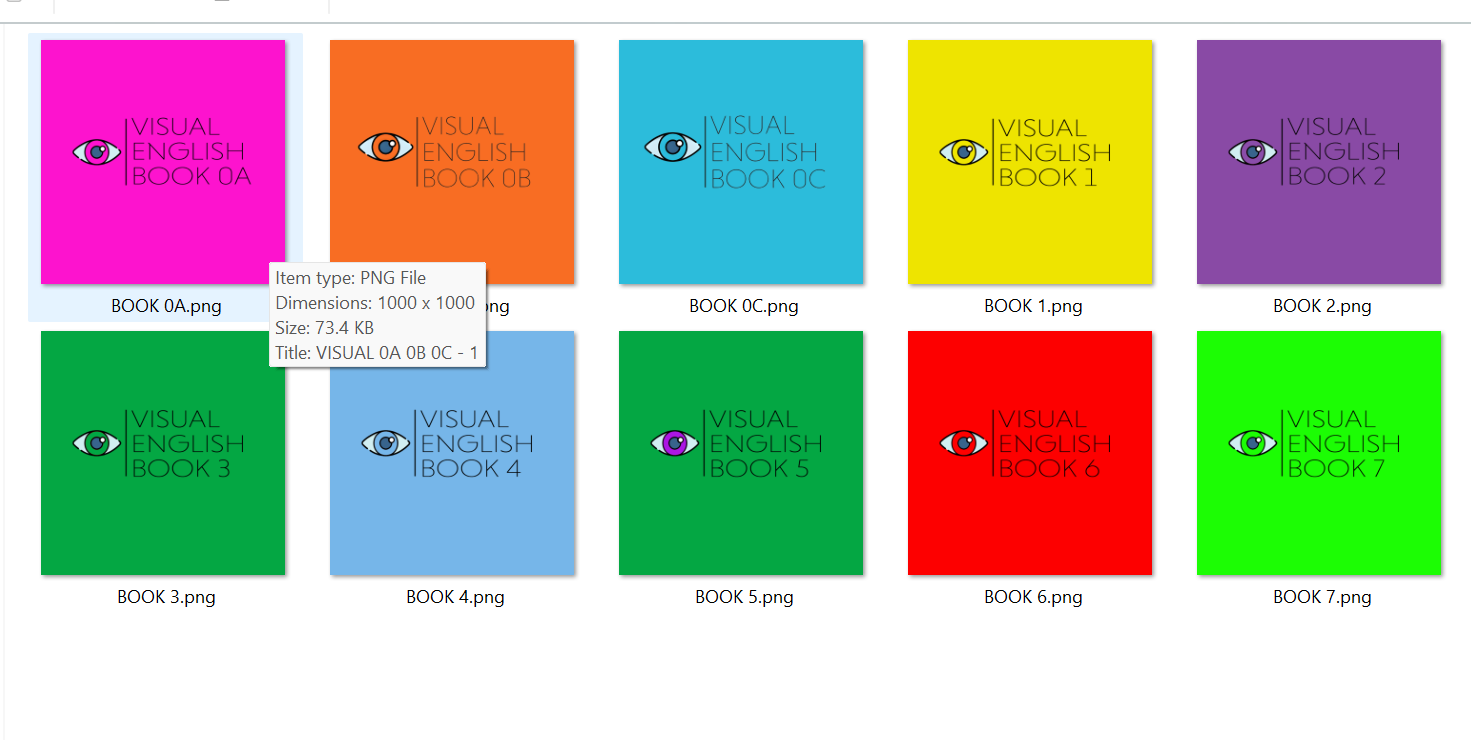 VISUAL
ENGLISH
BOOK 0A
VISUAL
ENGLISH
BOOK 0B
VISUAL
ENGLISH
BOOK 0C
VISUAL
ENGLISH
BOOK 1
VISUAL
ENGLISH
BOOK 2
BOOK 0A.png
png
BOOK 0C.png
BOOK 1.png
BOOK 2.png
Item type: PNG File
Dimensions: 1000 x 1000
Size: 73.4 KB
Title: VISUAL 0A 0B 0C - 1
VISUAL
ENGLISH
BOOK 3
VISUAL
ENGLISH
BOOK 4
VISUAL
ENGLISH
BOOK 5
VISUAL
ENGLISH
BOOK 6
VISUAL
ENGLISH
BOOK 7
BOOK 3.png
BOOK 4.png
BOOK 5.png
BOOK 6.png
BOOK 7.png